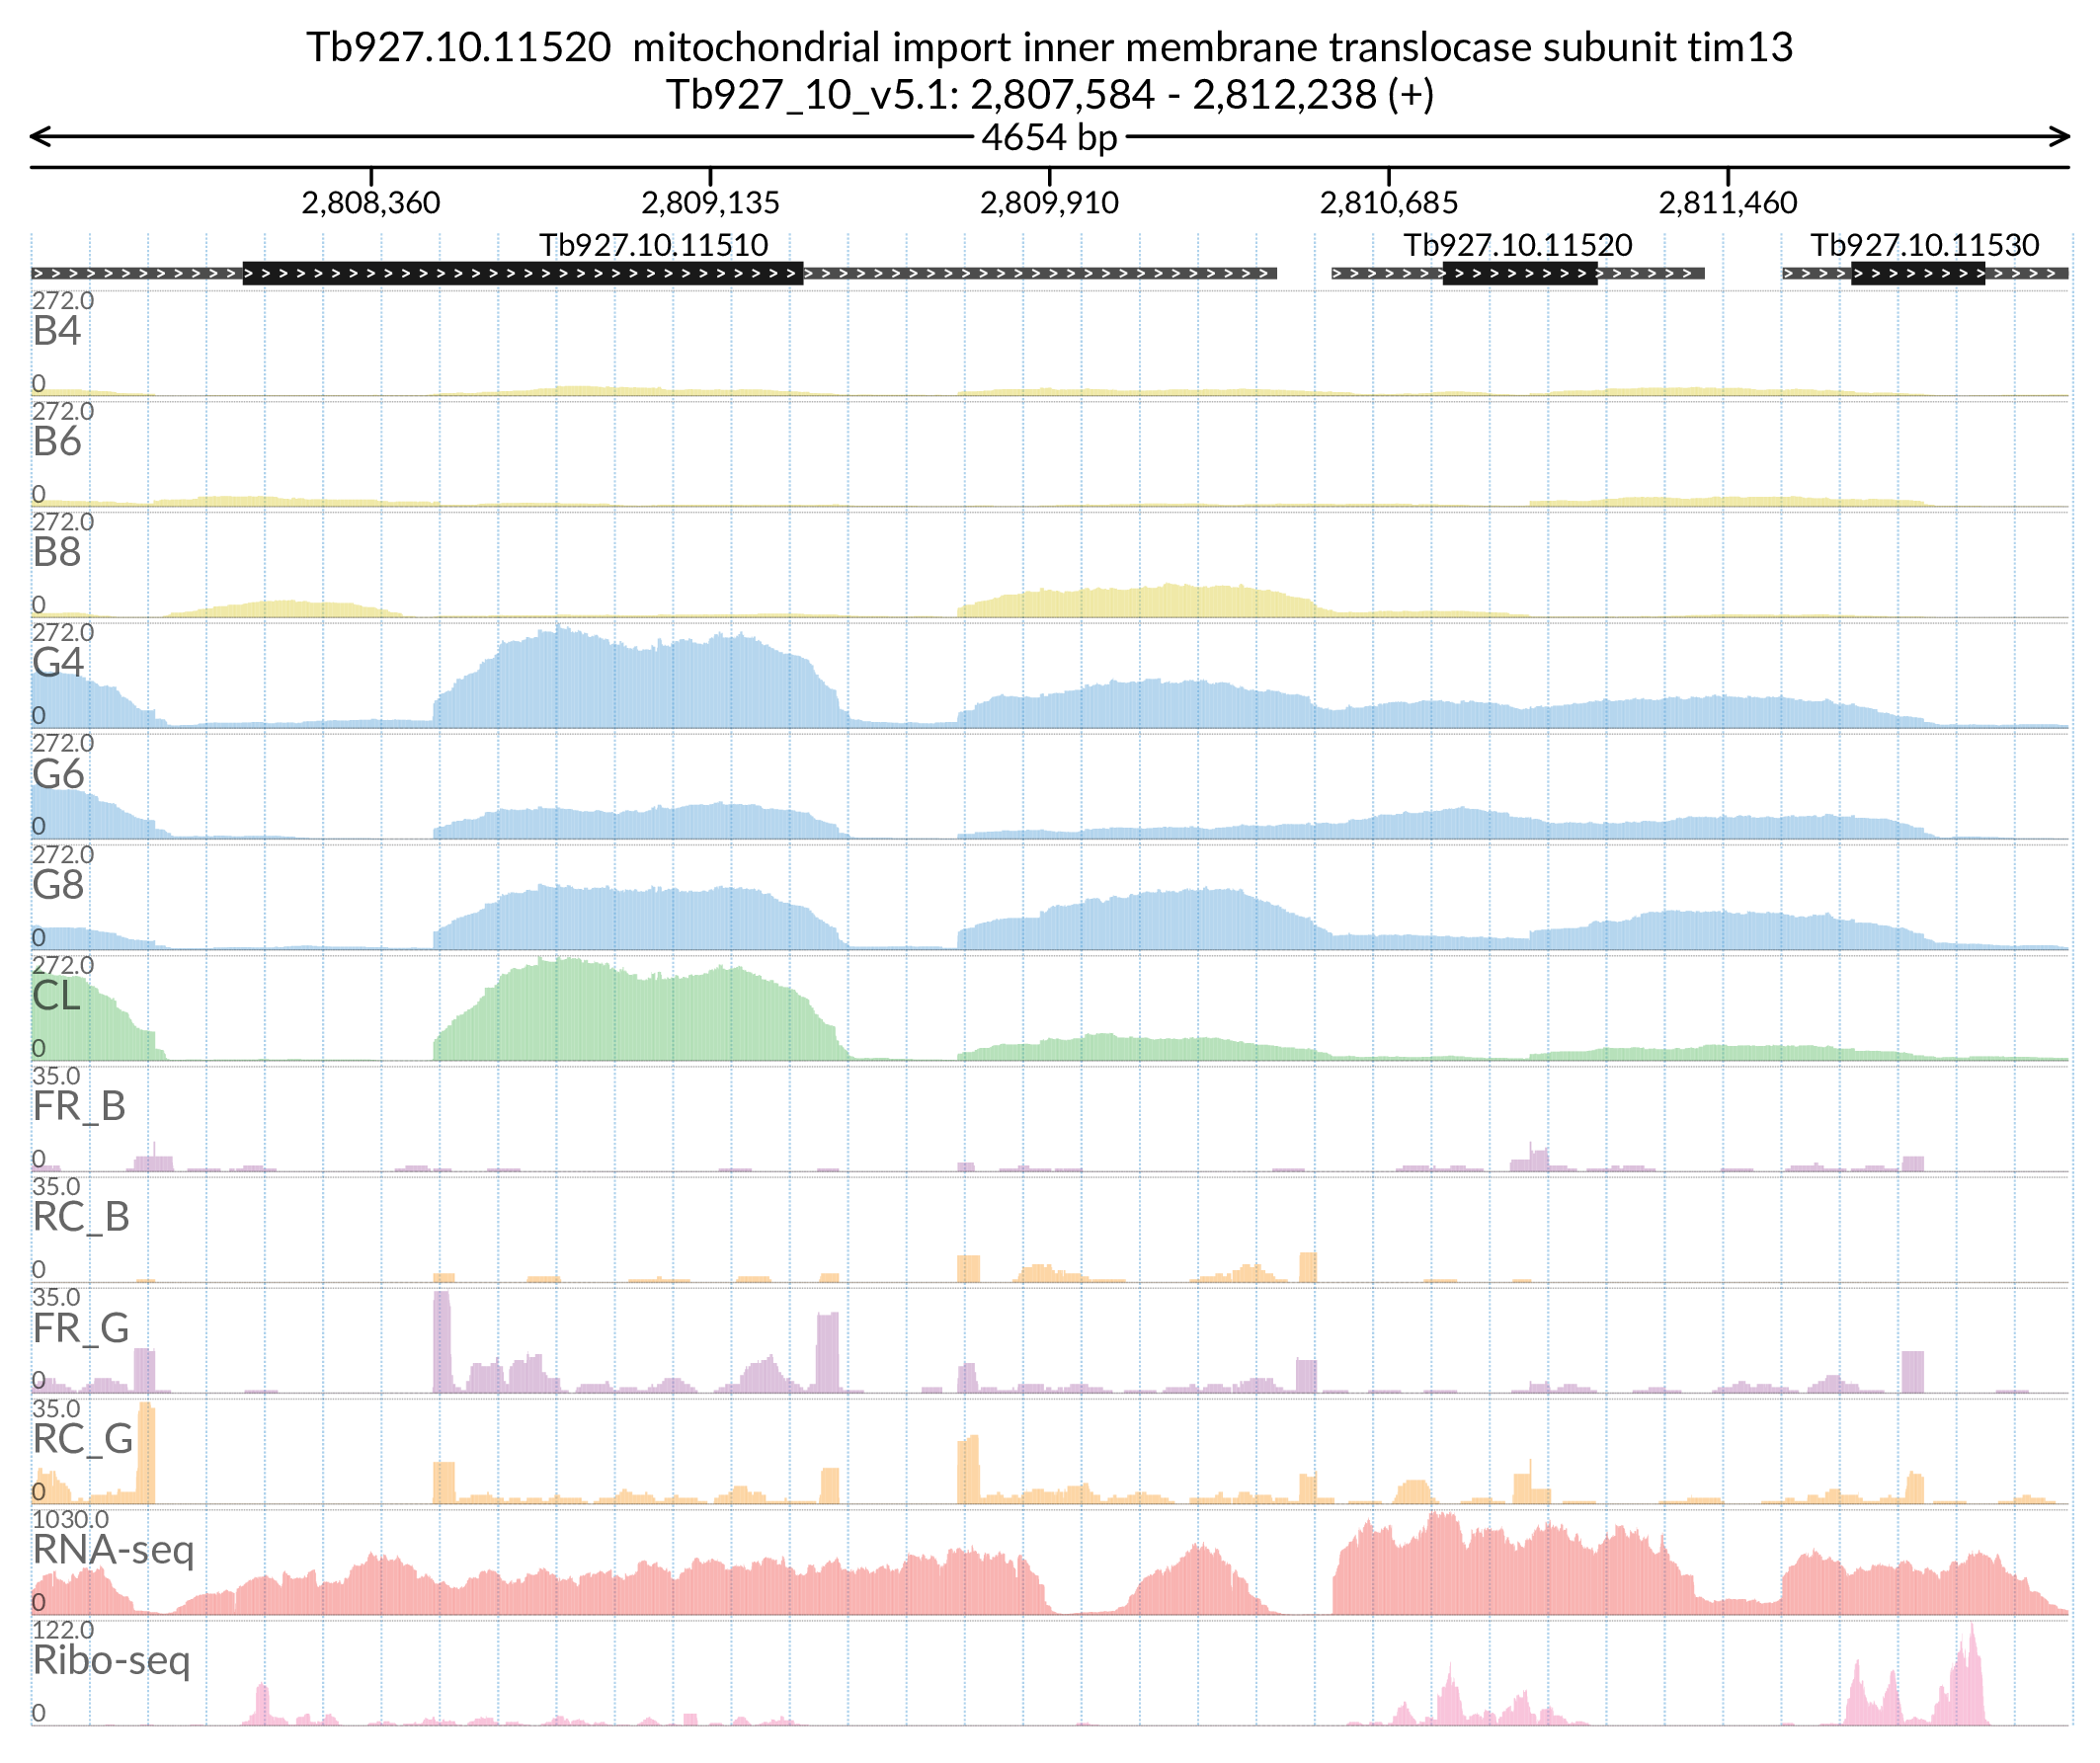 Tb927.10.11520  mitochondrial import inner membrane translocase subunit tim13
Tb927_10_v5.1: 2,807,584 - 2,812,238 (+)
4654 bp
2,808,360 2,809,135 2,809,910 2,810,685 2,811,460
Tb927.10.11510 Tb927.10.11520 Tb927.10.11530
272.0
B4
0
272.0
B6
0
272.0
B8
0
272.0
G4
0
272.0
G6
0
272.0
G8
0
272.0
CL
0
35.0
FR_B
0
35.0
RC_B
0
35.0
FR_G
0
35.0
RC_G
0
1030.0
RNA-seq
0
122.0
Ribo-seq
0